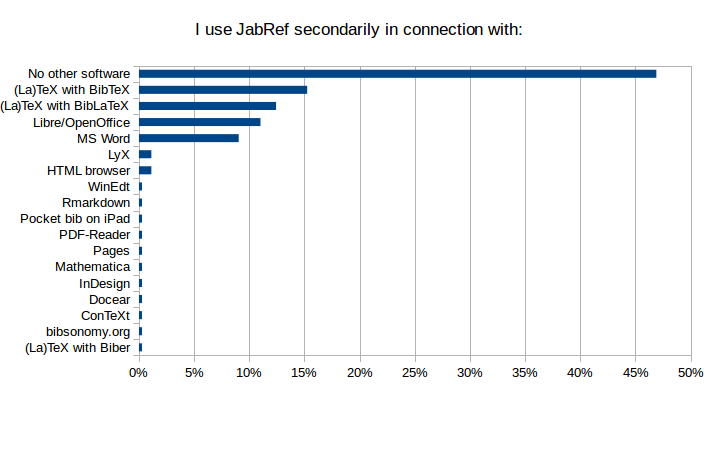 I use JabRef secondarily in connection with:
No other software
(La)TeX with BibTeX
(La)TeX with BibLaTeX
Libre/OpenOffice
MS Word
LyX
HTML browser
WinEdt
Rmarkdown
Pocket bib on iPad
PDF-Reader
Pages
Mathematica
InDesign
Docear
ConTeXt
bibsonomy.org
(La)TeX with Biber
0% 5% 10% 15% 20% 25% 30% 35% 40% 45% 50%